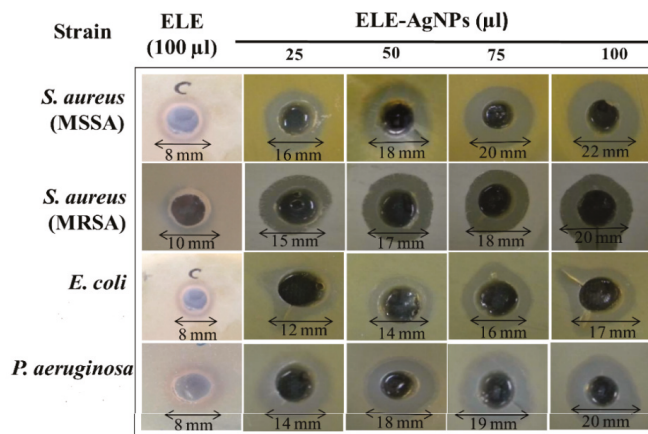 Strain ELE (100 µl) ELE-AgNPs (µl)
25 50 75 100
S. aureus (MSSA)
C
8 mm 16 mm 18 mm 20 mm 22 mm
S. aureus (MRSA)
10 mm 15 mm 17 mm 18 mm 20 mm
E. coli
C
8 mm 12 mm 14 mm 16 mm 17 mm
P. aeruginosa
8 mm 14 mm 18 mm 19 mm 20 mm